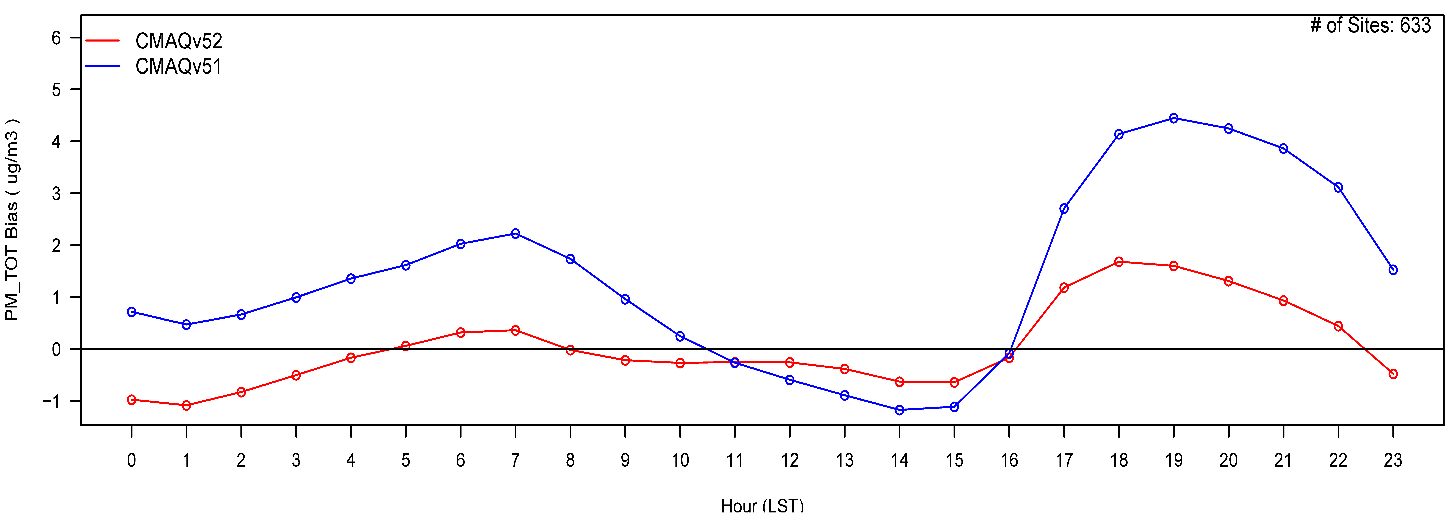 # of Sites: 633
CMAQv52
CMAQv51
PM_TOT Bias ( ug/m3 )
6
5
4
3
2
1
0
−1
0 1 2 3 4 5 6 7 8 9 10 11 12 13 14 15 16 17 18 19 20 21 22 23
Hour (LST)